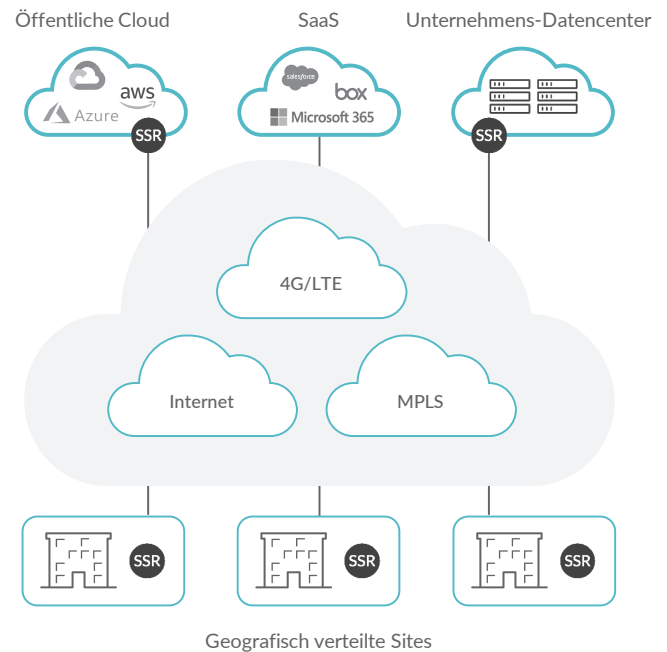 Öffentliche Cloud
SaaS
Unternehmens-Datencenter
aws
Azure
SSR
salesforce
box
Microsoft 365
SSR
4G/LTE
Internet
MPLS
SSR
SSR
SSR
Geografisch verteilte Sites